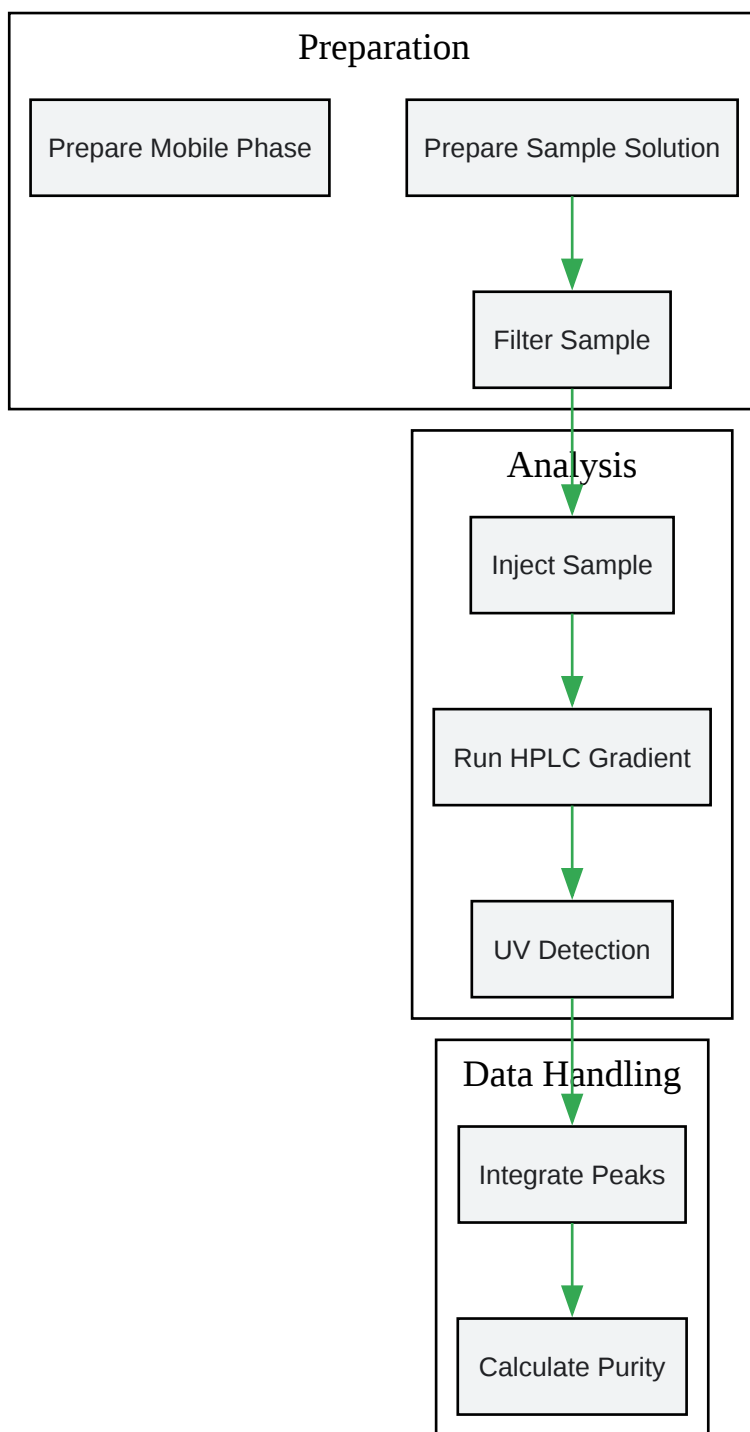 Preparation
Prepare Mobile Phase
Prepare Sample Solution
Filter Sample
Analysis
Inject Sample
Run HPLC Gradient
UV Detection
Data Handling
Integrate Peaks
Calculate Purity